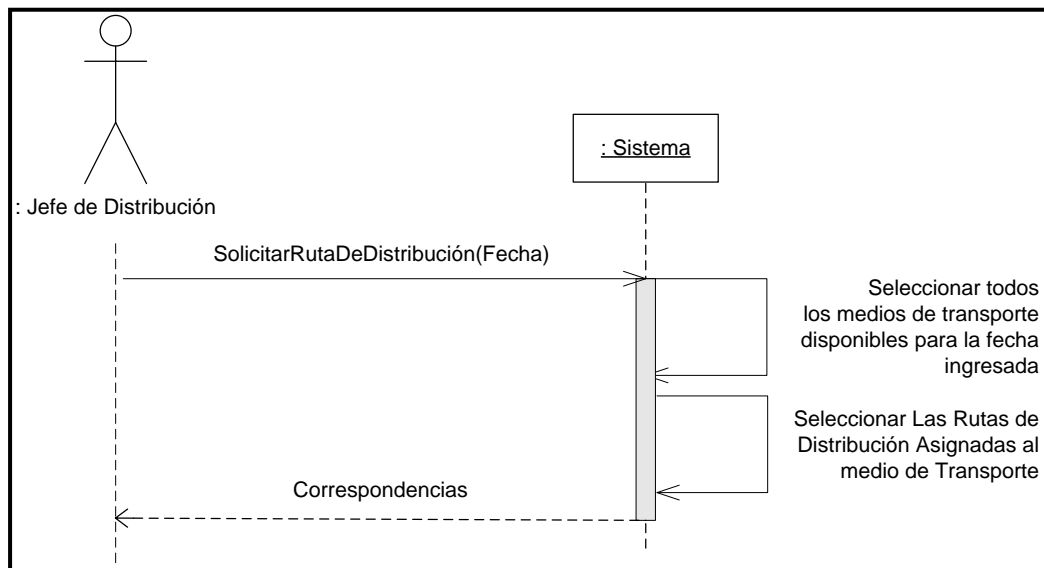 : Sistema
: Jefe de Distribución
SolicitarRutaDeDistribución(Fecha)
Seleccionar todos
los medios de transporte
disponibles para la fecha
ingresada
Seleccionar Las Rutas de
Distribución Asignadas al
medio de Transporte
Correspondencias